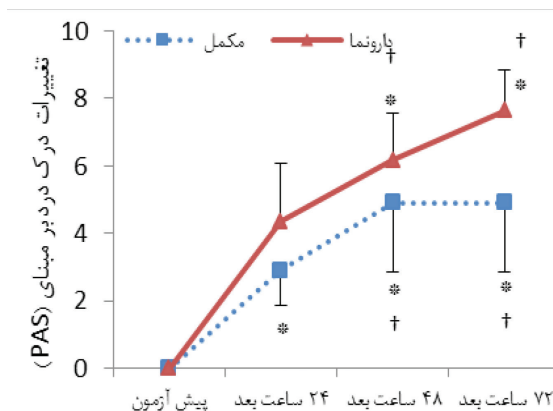 تغییرات درک درد بر مبنای (PAS)
10
8
6
4
2
0
مکمل
دارونما
†
†
❊
❊
❊
❊
❊
†
†
پیش آزمون
۲۴ ساعت بعد
۴۸ ساعت بعد
۷۲ ساعت بعد